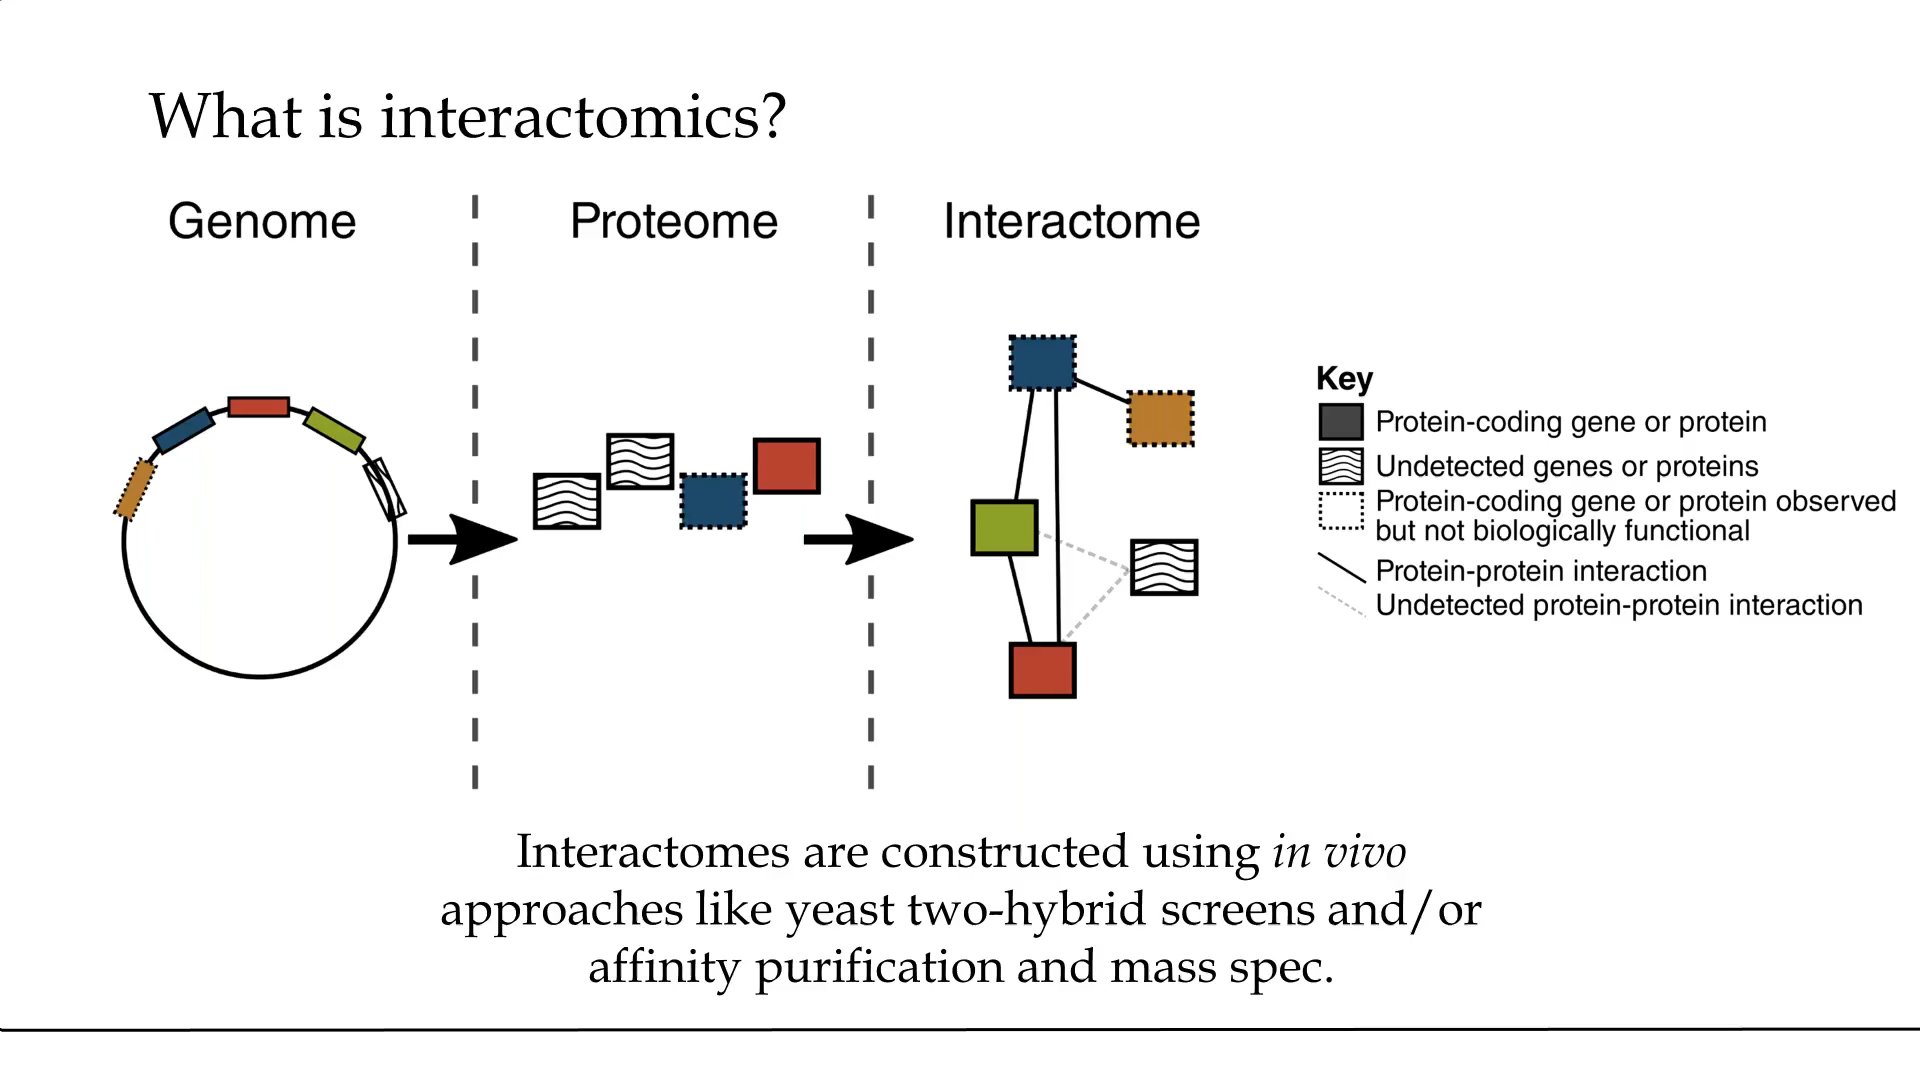 What is interactomics?
Genome
Proteome
Interactome
Key
Protein-coding gene or protein
Undetected genes or proteins
Protein-coding gene or protein observed
but not biologically functional
Protein-protein interaction
Undetected protein-protein interaction
Interactomes are constructed using in vivo
approaches like yeast two-hybrid screens and/or
affinity purification and mass spec.